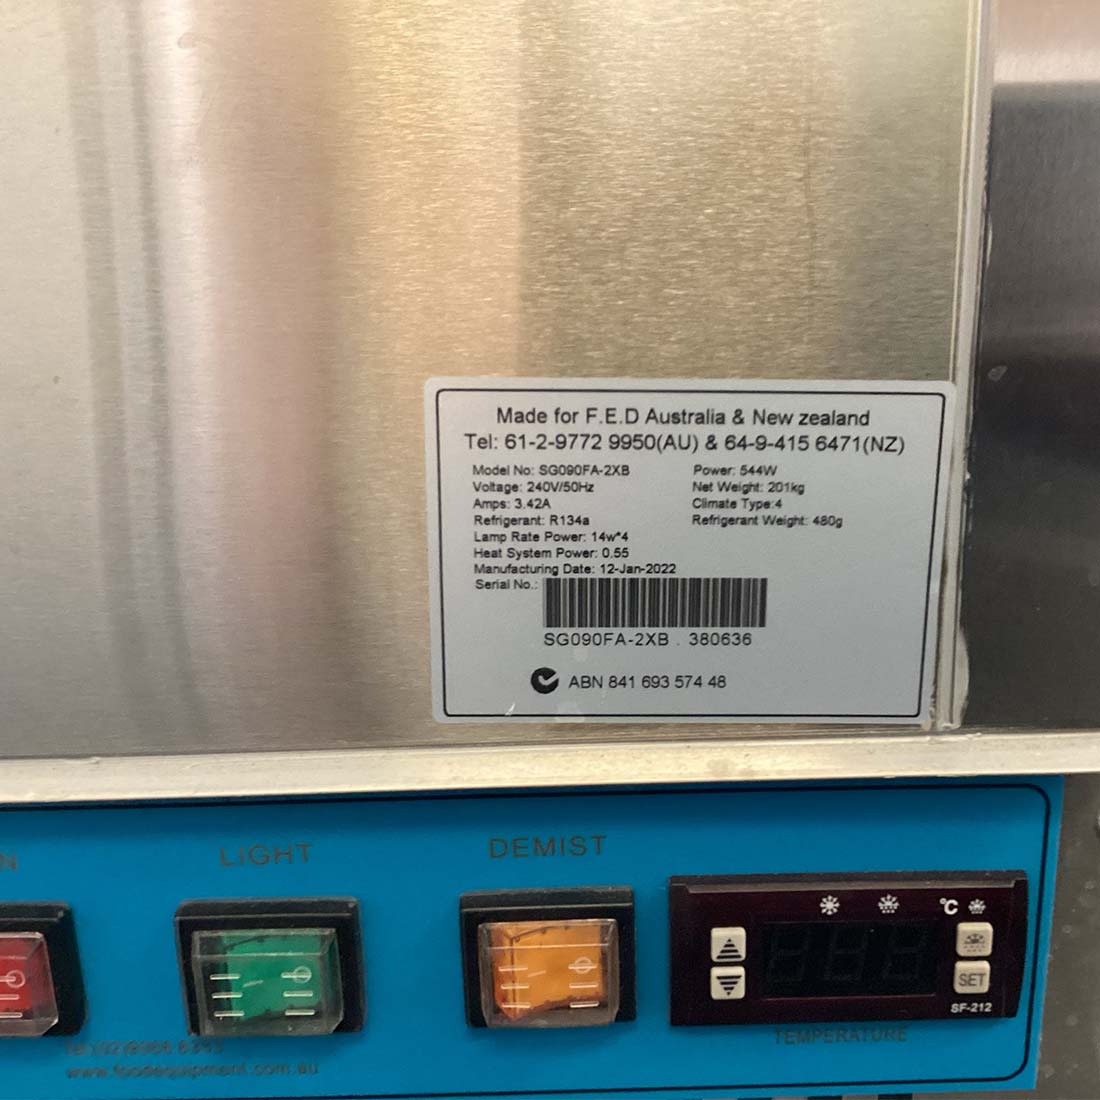 Made for F.E.D Australia & New zealand
Tel: 61-2-9772 9950(AU) & 64-9-415 6471(NZ)
Model No: SG090FA-2XB
Power: 544W
Voltage: 240V/50Hz
Net Weight: 201kg
Amps: 3.42A
Climate Type:4
Refrigerant: R134a
Refrigerant Weight: 480g
Lamp Rate Power: 14w*4
Heat System Power: 0.55
Manufacturing Date: 12-Jan-2022
Serial No.:
SG090FA-2XB . 380636
ABN 841 693 574 48
N
LIGHT
DEMIST
°C
SET
SF-212
TEMPERATURE
www.foodequipment.com.au